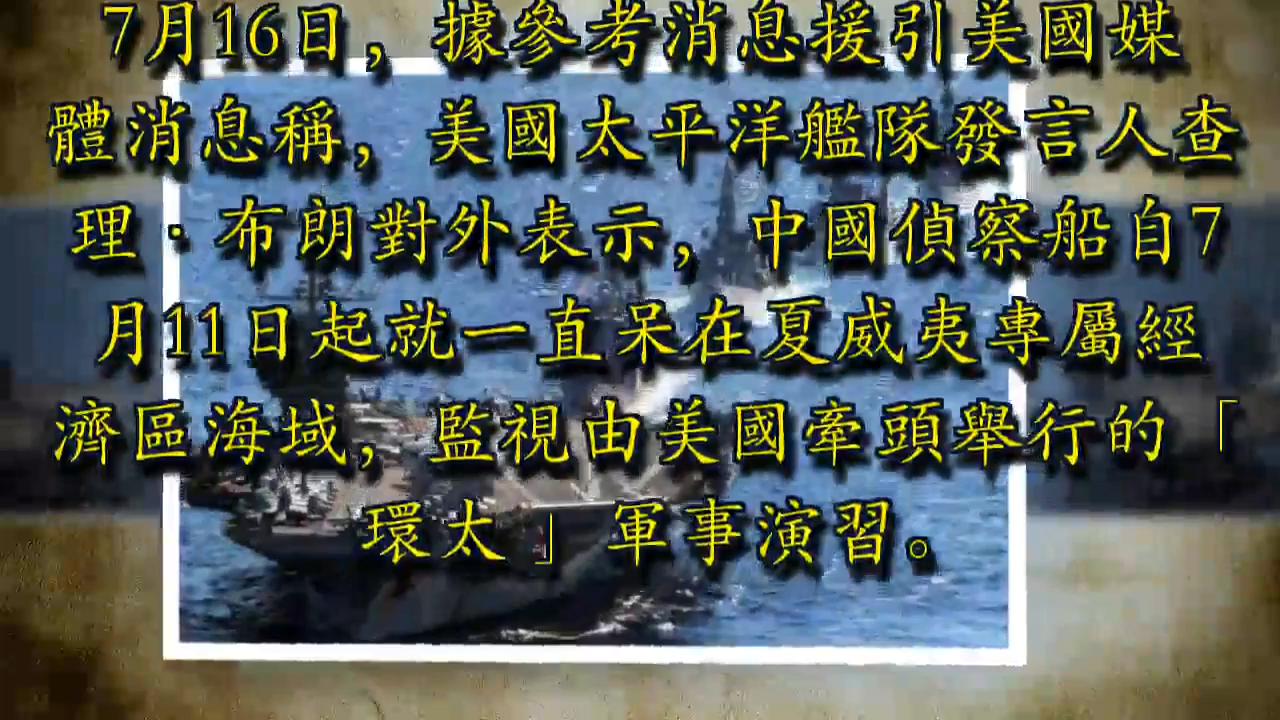 7月16日，據參考消息援引美國媒
體消息稱，美國太平洋艦隊發言人查
理·布朗對外表示，中國偵察船自7
月11日起就一直呆在夏威夷專屬經
濟區海域，監視由美國牽頭舉行的「
環太」軍事演習。